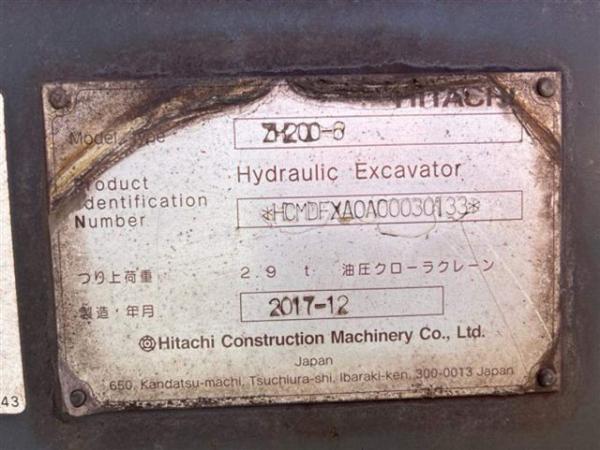 HITACHI
Model Type ZH200-6
Product Identification Number
Hydraulic Excavator
*HCMDFXA0A00030133*
つり上荷重 2.9 t 油圧クローラクレーン
製造・年月 2017-12
Hitachi Construction Machinery Co., Ltd.
Japan
650, Kandatsu-machi, Tsuchiura-shi, Ibaraki-ken, 300-0013 Japan
43